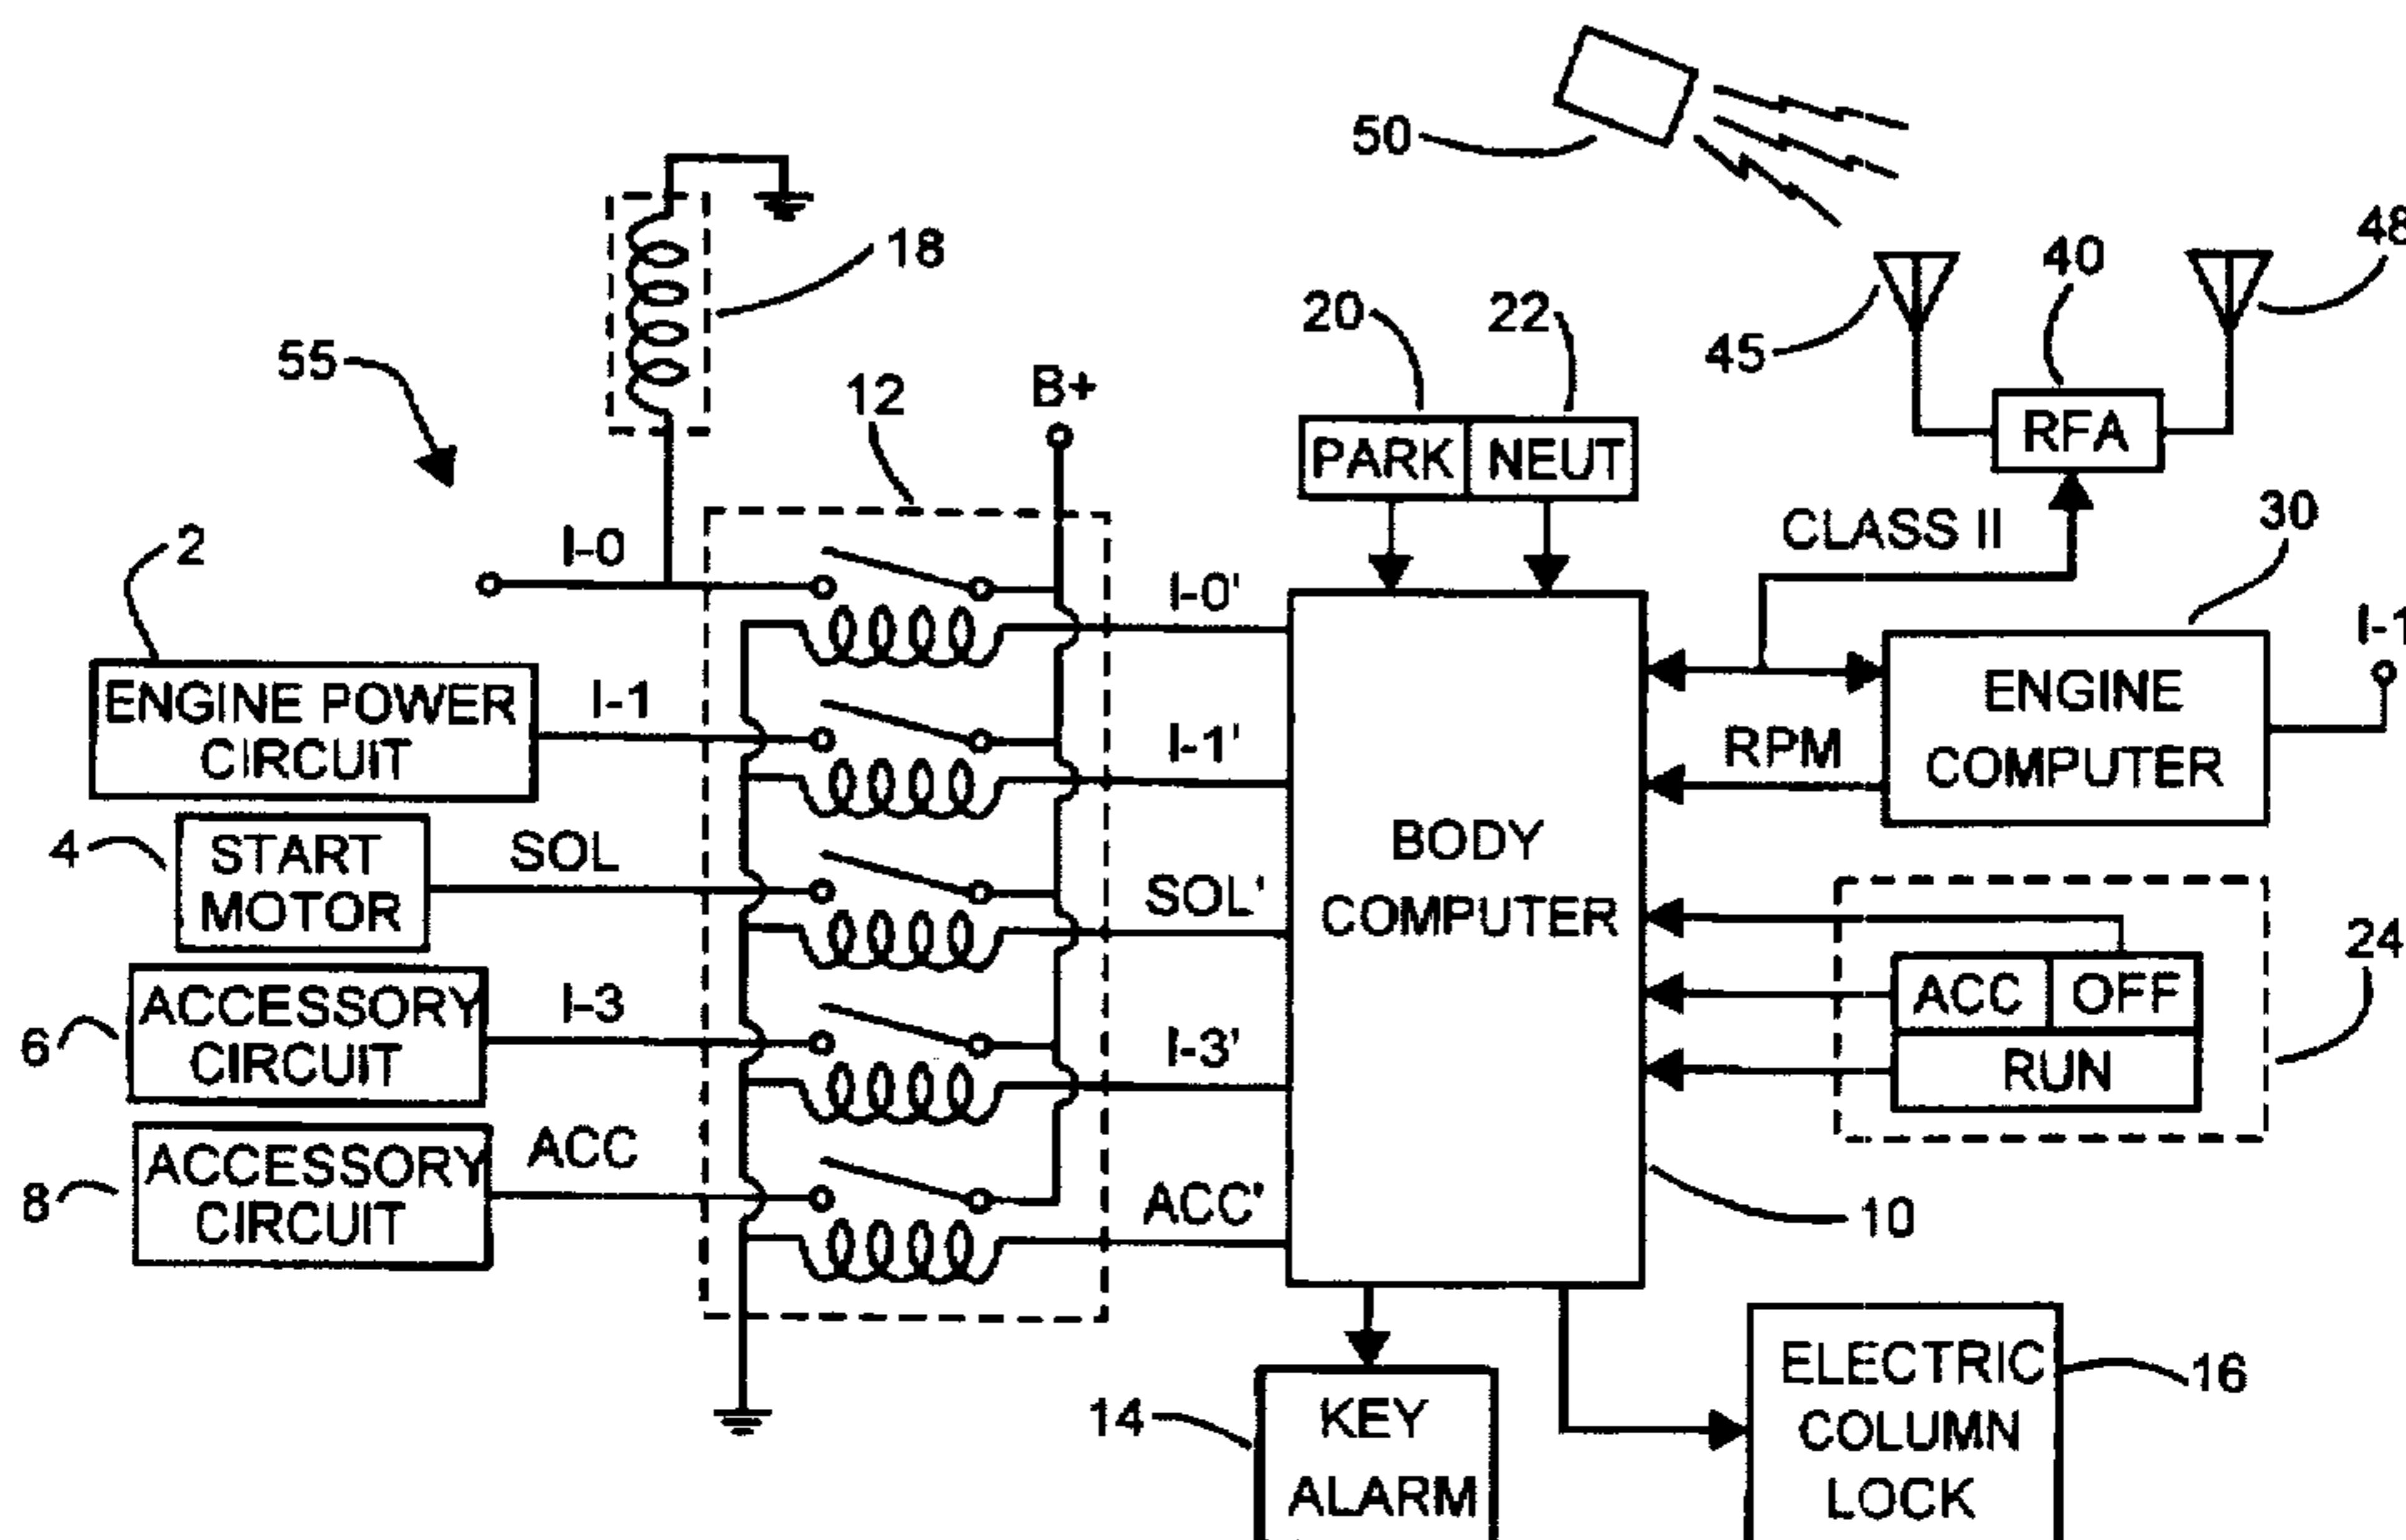 50
18
48
40
20
22
45
55
12
B+
RFA
PARK
NEUT
CLASS II
30
2
I-0
I-0'
I-1
ENGINE POWER
CIRCUIT
I-1
I-1'
RPM
ENGINE
COMPUTER
4
START
MOTOR
SOL
SOL'
BODY
COMPUTER
24
ACC
OFF
RUN
6
ACCESSORY
CIRCUIT
I-3
I-3'
8
ACCESSORY
CIRCUIT
ACC
ACC'
10
14
KEY
ALARM
ELECTRIC
COLUMN
LOCK
16